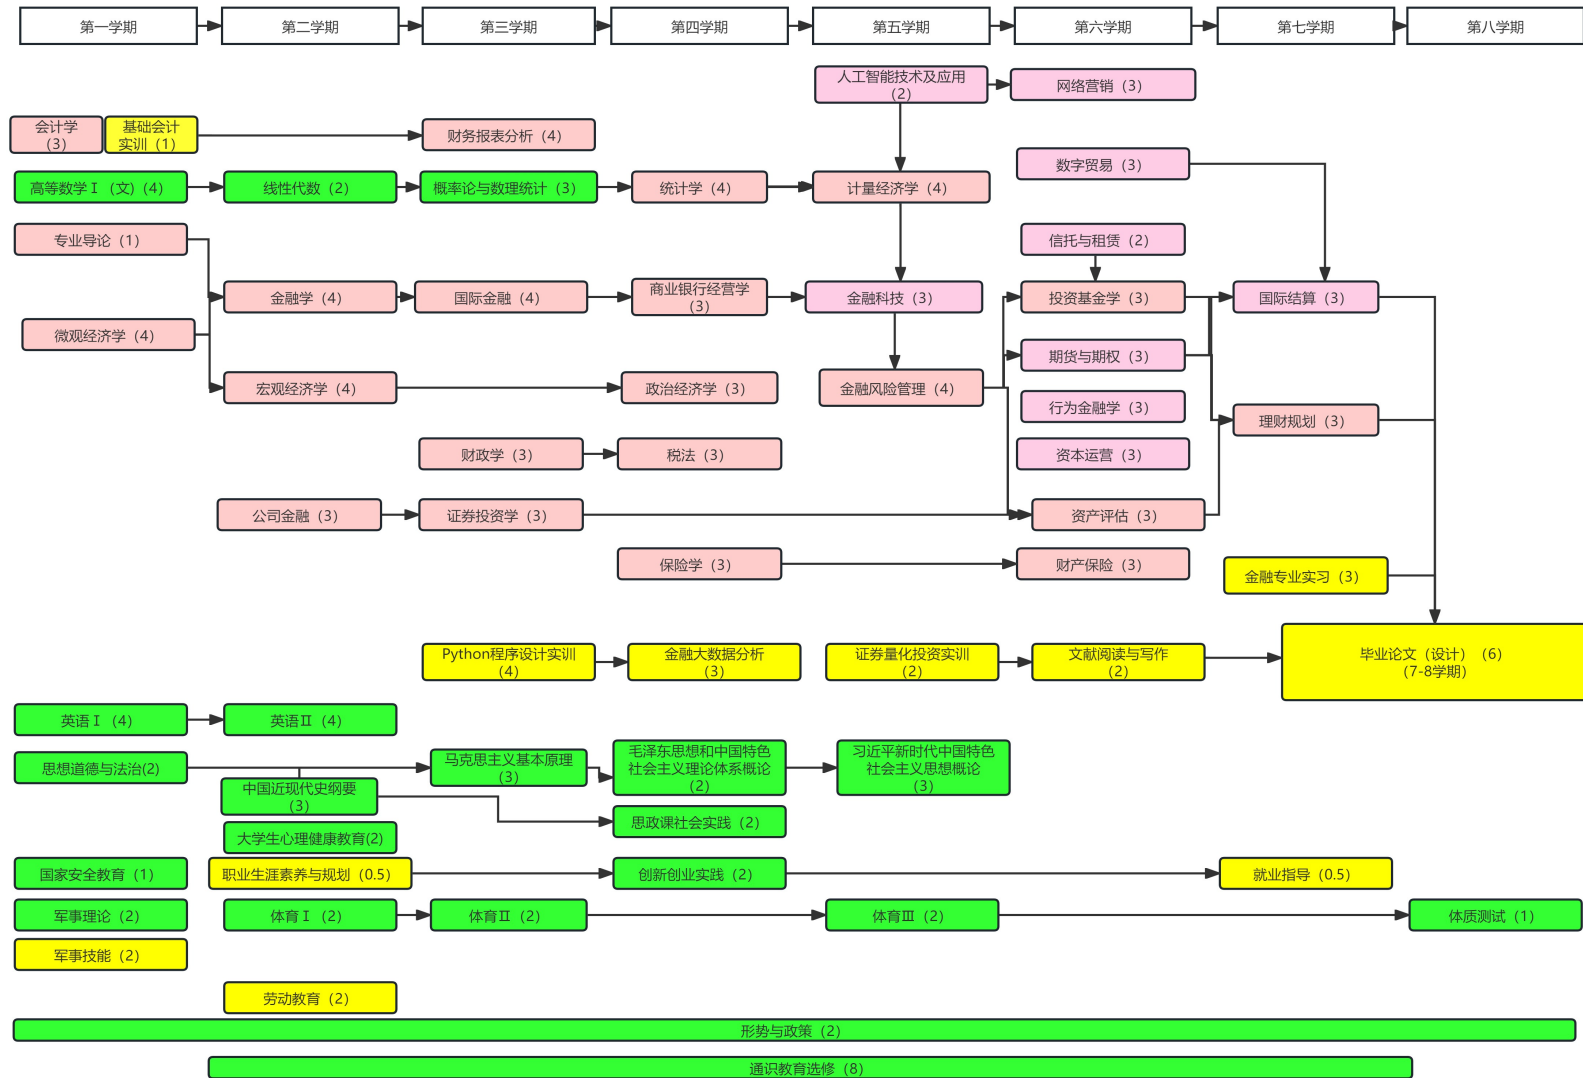 第一学期
第二学期
第三学期
第四学期
第五学期
第六学期
第七学期
第八学期
人工智能技术及应用
（2）
网络营销（3）
会计学
（3）
基础会计
实训（1）
财务报表分析（4）
数字贸易（3）
高等数学Ⅰ（文)（4）
线性代数（2）
概率论与数理统计（3）
统计学（4）
计量经济学（4）
专业导论（1）
信托与租赁（2）
金融学（4）
国际金融（4）
商业银行经营学
（3）
金融科技（3）
投资基金学（3）
国际结算（3）
微观经济学（4）
期货与期权（3）
宏观经济学（4）
政治经济学（3）
金融风险管理（4）
行为金融学（3）
理财规划（3）
财政学（3）
税法（3）
资本运营（3）
公司金融（3）
证券投资学（3）
资产评估（3）
保险学（3）
财产保险（3）
金融专业实习（3）
Python程序设计实训
（4）
金融大数据分析
（3）
证券量化投资实训
（2）
文献阅读与写作
（2）
毕业论文（设计）（6）
（7-8学期）
英语Ⅰ（4）
英语Ⅱ（4）
思想道德与法治(2)
马克思主义基本原理
（3）
毛泽东思想和中国特色
社会主义理论体系概论
（2）
习近平新时代中国特色
社会主义思想概论
（3）
中国近现代史纲要
（3）
思政课社会实践（2）
大学生心理健康教育(2)
国家安全教育（1）
职业生涯素养与规划（0.5）
创新创业实践（2）
就业指导（0.5）
军事理论（2）
体育Ⅰ（2）
体育Ⅱ（2）
体育Ⅲ（2）
体质测试（1）
军事技能（2）
劳动教育（2）
形势与政策（2）
通识教育选修（8）